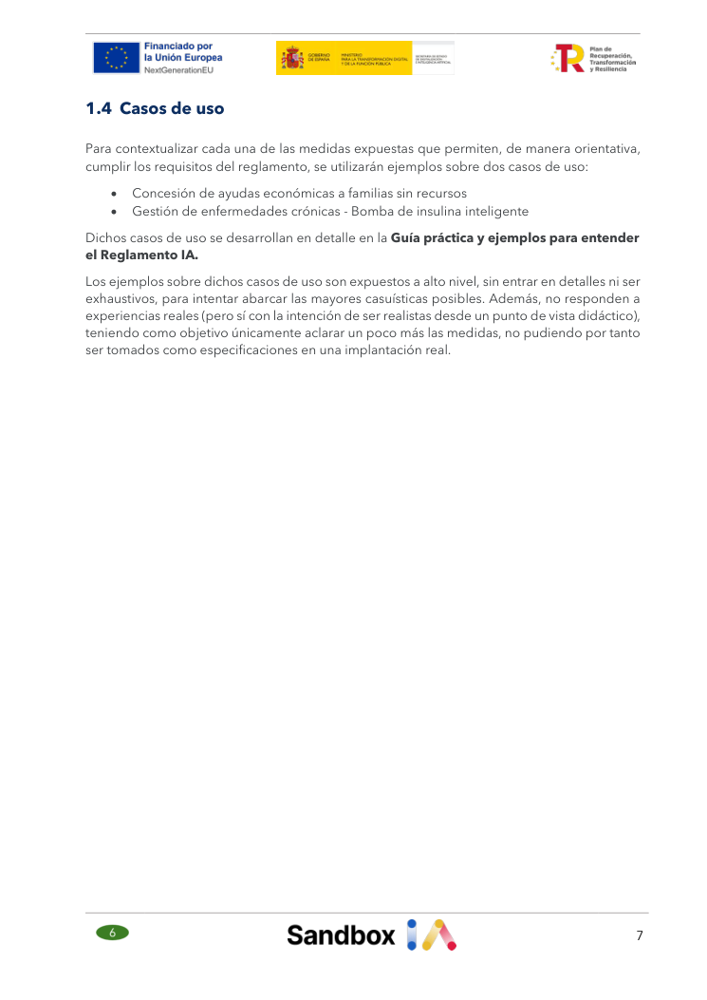 Financiado por
la Unión Europea
NextGenerationEU
GOBIERNO
DE ESPAÑA
MINISTERIO
PARA LA TRANSFORMACIÓN DIGITAL
Y DE LA FUNCIÓN PÚBLICA
SECRETARÍA DE ESTADO
DE DIGITALIZACIÓN
E INTELIGENCIA ARTIFICIAL
Plan de
Recuperación,
Transformación
y Resiliencia
1.4 Casos de uso
Para contextualizar cada una de las medidas expuestas que permiten, de manera orientativa,
cumplir los requisitos del reglamento, se utilizarán ejemplos sobre dos casos de uso:
• Concesión de ayudas económicas a familias sin recursos
• Gestión de enfermedades crónicas - Bomba de insulina inteligente
Dichos casos de uso se desarrollan en detalle en la Guía práctica y ejemplos para entender
el Reglamento IA.
Los ejemplos sobre dichos casos de uso son expuestos a alto nivel, sin entrar en detalles ni ser
exhaustivos, para intentar abarcar las mayores casuísticas posibles. Además, no responden a
experiencias reales (pero sí con la intención de ser realistas desde un punto de vista didáctico),
teniendo como objetivo únicamente aclarar un poco más las medidas, no pudiendo por tanto
ser tomados como especificaciones en una implantación real.
6
Sandbox IA
7